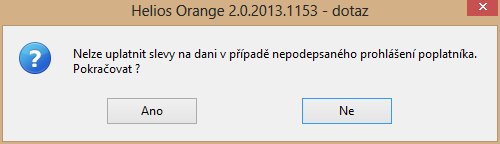 Helios Orange 2.0.2013.1153 - dotaz
Nelze uplatnit slevy na dani v případě nepodepsaného prohlášení poplatníka.
Pokračovat ?
Ano
Ne